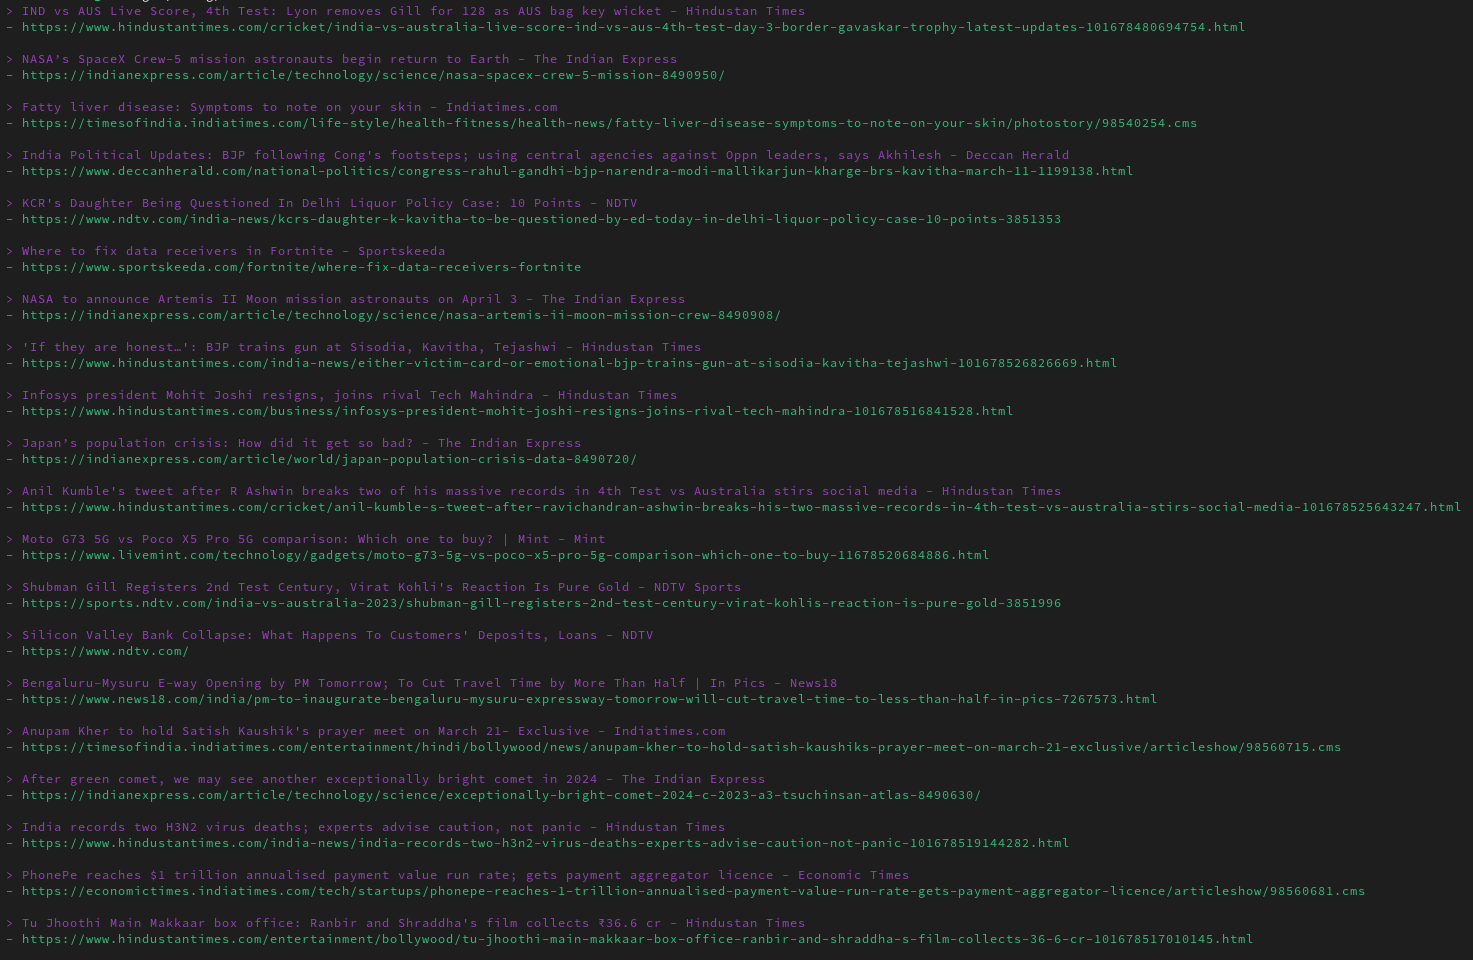 > IND vs AUS Live Score, 4th Test: Lyon removes Gill for 128 as AUS bag key wicket - Hindustan Times
- https://www.hindustantimes.com/cricket/india-vs-australia-live-score-ind-vs-aus-4th-test-day-3-border-gavaskar-trophy-latest-updates-101678480694754.html
> NASA's SpaceX Crew-5 mission astronauts begin return to Earth - The Indian Express
- https://indianexpress.com/article/technology/science/nasa-spacex-crew-5-mission-8490950/
> Fatty liver disease: Symptoms to note on your skin - Indiatimes.com
- https://timesofindia.indiatimes.com/life-style/health-fitness/health-news/fatty-liver-disease-symptoms-to-note-on-your-skin/photostory/98540254.cms
> India Political Updates: BJP following Cong's footsteps; using central agencies against Oppn leaders, says Akhilesh - Deccan Herald
- https://www.deccanherald.com/national-politics/congress-rahul-gandhi-bjp-narendra-modi-mallikarjun-kharge-brs-kavitha-march-11-1199138.html
> KCR's Daughter Being Questioned In Delhi Liquor Policy Case: 10 Points - NDTV
- https://www.ndtv.com/india-news/kcrs-daughter-k-kavitha-to-be-questioned-by-ed-today-in-delhi-liquor-policy-case-10-points-3851353
> Where to fix data receivers in Fortnite - Sportskeeda
- https://www.sportskeeda.com/fortnite/where-fix-data-receivers-fortnite
> NASA to announce Artemis II Moon mission astronauts on April 3 - The Indian Express
- https://indianexpress.com/article/technology/science/nasa-artemis-ii-moon-mission-crew-8490908/
> 'If they are honest…': BJP trains gun at Sisodia, Kavitha, Tejashwi - Hindustan Times
- https://www.hindustantimes.com/india-news/either-victim-card-or-emotional-bjp-trains-gun-at-sisodia-kavitha-tejashwi-101678526826669.html
> Infosys president Mohit Joshi resigns, joins rival Tech Mahindra - Hindustan Times
- https://www.hindustantimes.com/business/infosys-president-mohit-joshi-resigns-joins-rival-tech-mahindra-101678516841528.html
> Japan's population crisis: How did it get so bad? - The Indian Express
- https://indianexpress.com/article/world/japan-population-crisis-data-8490720/
> Anil Kumble's tweet after R Ashwin breaks two of his massive records in 4th Test vs Australia stirs social media - Hindustan Times
- https://www.hindustantimes.com/cricket/anil-kumble-s-tweet-after-ravichandran-ashwin-breaks-his-two-massive-records-in-4th-test-vs-australia-stirs-social-media-101678525643247.html
> Moto G73 5G vs Poco X5 Pro 5G comparison: Which one to buy? | Mint - Mint
- https://www.livemint.com/technology/gadgets/moto-g73-5g-vs-poco-x5-pro-5g-comparison-which-one-to-buy-11678520684886.html
> Shubman Gill Registers 2nd Test Century, Virat Kohli's Reaction Is Pure Gold - NDTV Sports
- https://sports.ndtv.com/india-vs-australia-2023/shubman-gill-registers-2nd-test-century-virat-kohlis-reaction-is-pure-gold-3851996
> Silicon Valley Bank Collapse: What Happens To Customers' Deposits, Loans - NDTV
- https://www.ndtv.com/
> Bengaluru-Mysuru E-way Opening by PM Tomorrow; To Cut Travel Time by More Than Half | In Pics - News18
- https://www.news18.com/india/pm-to-inaugurate-bengaluru-mysuru-expressway-tomorrow-will-cut-travel-time-to-less-than-half-in-pics-7267573.html
> Anupam Kher to hold Satish Kaushik's prayer meet on March 21- Exclusive - Indiatimes.com
- https://timesofindia.indiatimes.com/entertainment/hindi/bollywood/news/anupam-kher-to-hold-satish-kaushiks-prayer-meet-on-march-21-exclusive/articleshow/98560715.cms
> After green comet, we may see another exceptionally bright comet in 2024 - The Indian Express
- https://indianexpress.com/article/technology/science/exceptionally-bright-comet-2024-c-2023-a3-tsuchinsan-atlas-8490630/
> India records two H3N2 virus deaths; experts advise caution, not panic - Hindustan Times
- https://www.hindustantimes.com/india-news/india-records-two-h3n2-virus-deaths-experts-advise-caution-not-panic-101678519144282.html
> PhonePe reaches $1 trillion annualised payment value run rate; gets payment aggregator licence - Economic Times
- https://economictimes.indiatimes.com/tech/startups/phonepe-reaches-1-trillion-annualised-payment-value-run-rate-gets-payment-aggregator-licence/articleshow/98560681.cms
> Tu Jhoothi Main Makkaar box office: Ranbir and Shraddha's film collects ₹36.6 cr - Hindustan Times
- https://www.hindustantimes.com/entertainment/bollywood/tu-jhoothi-main-makkaar-box-office-ranbir-and-shraddha-s-film-collects-36-6-cr-101678517010145.html